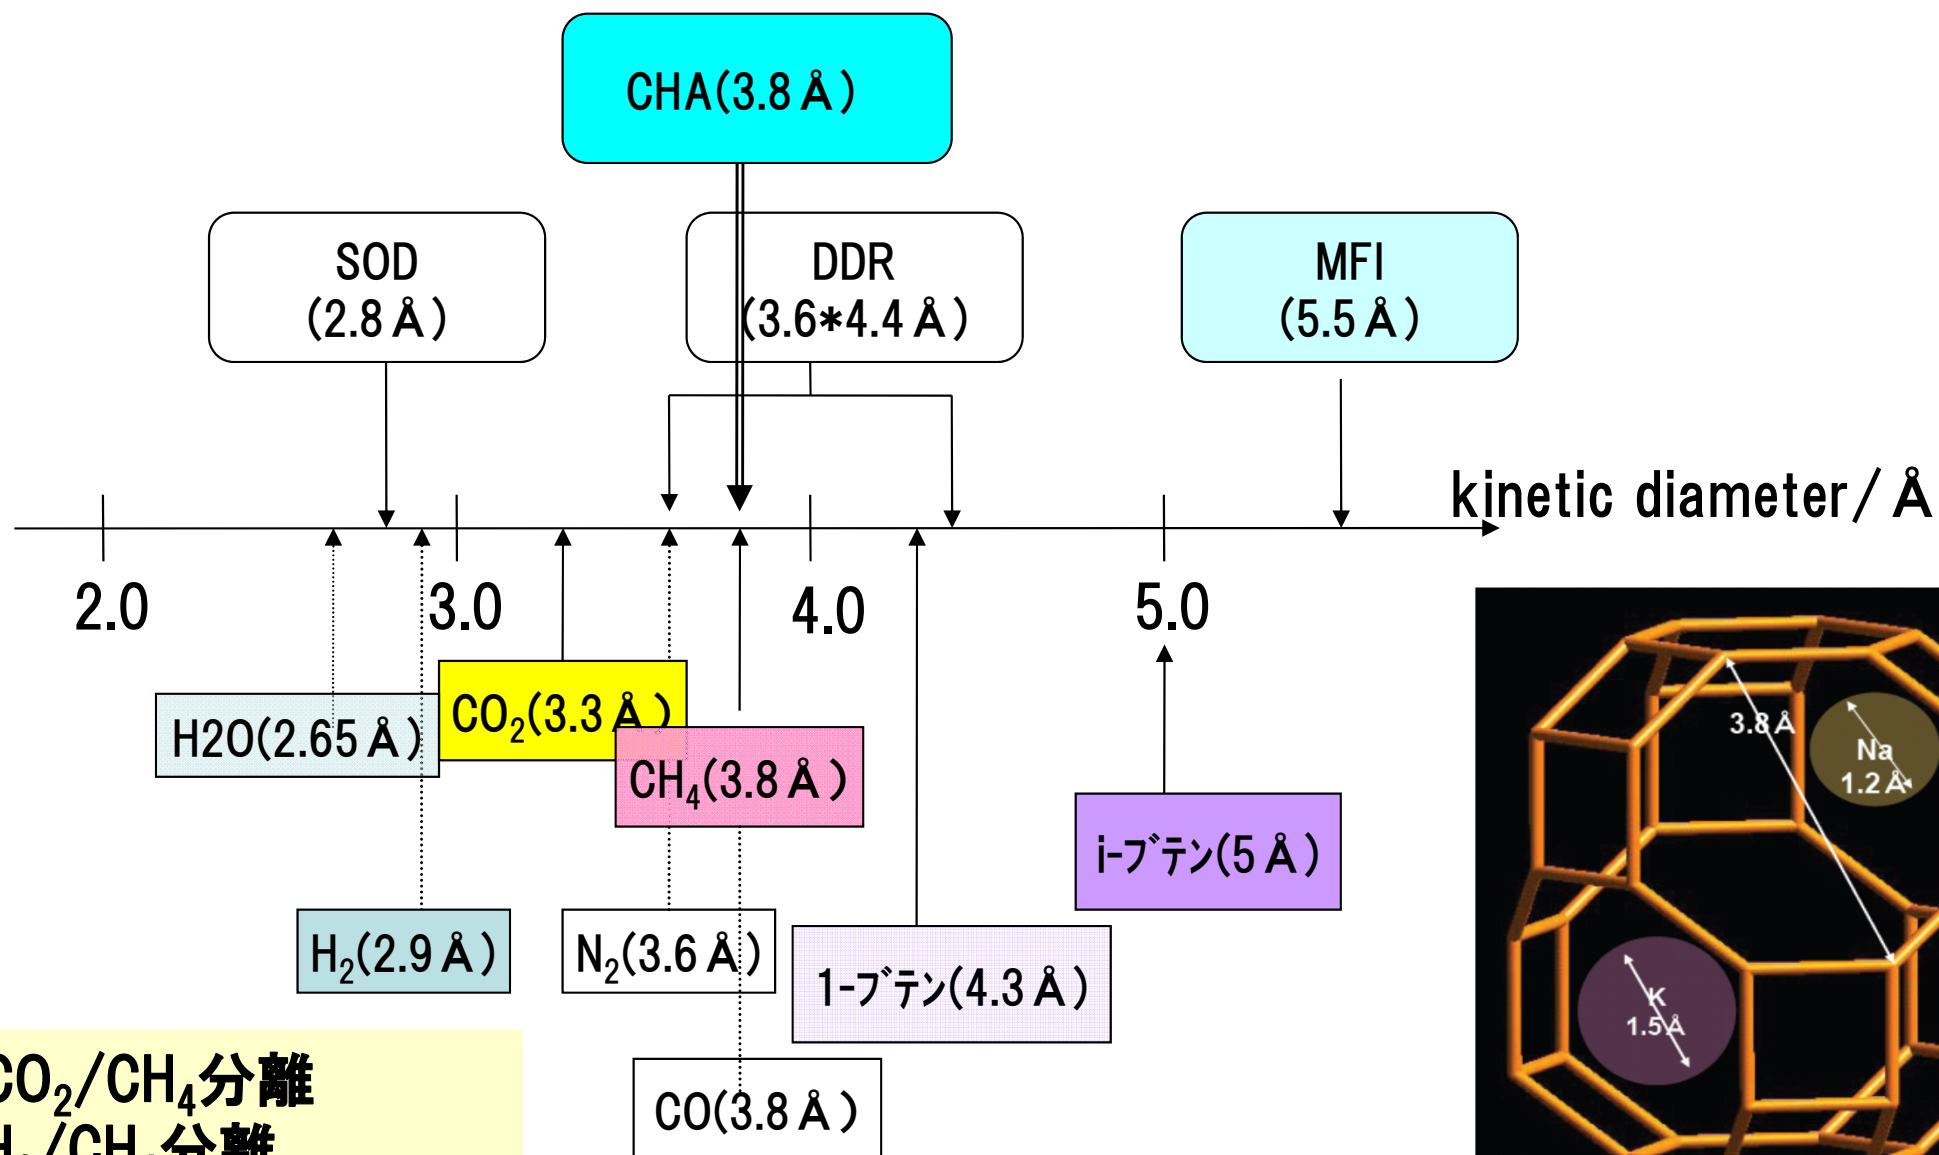 CHA(3.8Å)
SOD
(2.8Å)
DDR
(3.6*4.4Å)
MFI
(5.5Å)
kinetic diameter/Å
2.0
3.0
4.0
5.0
CO₂(3.3Å)
H2O(2.65Å)
CH₄(3.8Å)
i-ﾌﾞﾃﾝ(5Å)
H₂(2.9Å)
N₂(3.6Å)
1-ﾌﾞﾃﾝ(4.3Å)
CO(3.8Å)
3.8Å
Na
1.2Å
K
1.5Å
CO₂/CH₄分離
/CH 分離